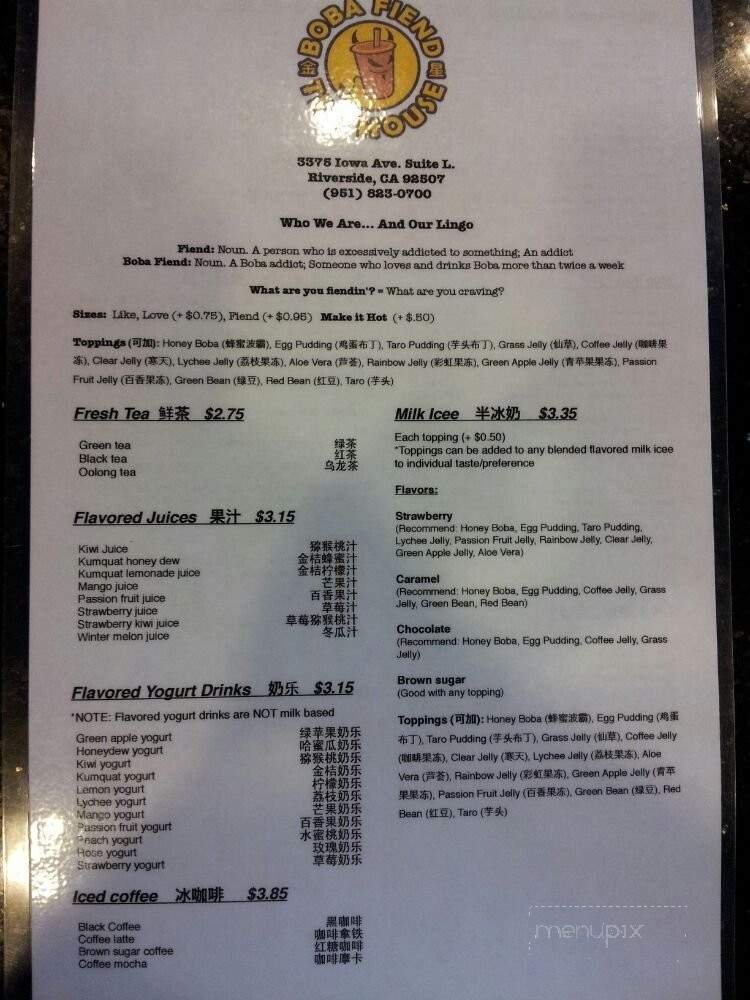 BOBA FIEND
金 星
HOUSE
3375 Iowa Ave. Suite L.
Riverside, CA 92507
(951) 823-0700
Who We Are... And Our Lingo
Fiend: Noun. A person who is excessively addicted to something; An addict
Boba Fiend: Noun. A Boba addict; Someone who loves and drinks Boba more than twice a week
What are you fiendin'? = What are you craving?
Sizes: Like, Love (+ $0.75), Fiend (+ $0.95) Make it Hot (+ $.50)
Toppings (可加): Honey Boba (蜂蜜波霸), Egg Pudding (鸡蛋布丁), Taro Pudding (芋头布丁), Grass Jelly (仙草), Coffee Jelly (咖啡果
冻), Clear Jelly (寒天), Lychee Jelly (荔枝果冻), Aloe Vera (芦荟), Rainbow Jelly (彩虹果冻), Green Apple Jelly (青苹果果冻), Passion
Fruit Jelly (百香果冻), Green Bean (绿豆), Red Bean (红豆), Taro (芋头)
Fresh Tea 鲜茶 $2.75
Green tea 绿茶
Black tea 红茶
Oolong tea 乌龙茶
Flavored Juices 果汁 $3.15
Kiwi Juice 猕猴桃汁
Kumquat honey dew 金桔蜂蜜汁
Kumquat lemonade juice 金桔柠檬汁
Mango juice 芒果汁
Passion fruit juice 百香果汁
Strawberry juice 草莓汁
Strawberry kiwi juice 草莓猕猴桃汁
Winter melon juice 冬瓜汁
Flavored Yogurt Drinks 奶乐 $3.15
*NOTE: Flavored yogurt drinks are NOT milk based
Green apple yogurt 绿苹果奶乐
Honeydew yogurt 哈蜜瓜奶乐
Kiwi yogurt 猕猴桃奶乐
Kumquat yogurt 金桔奶乐
Lemon yogurt 柠檬奶乐
Lychee yogurt 荔枝奶乐
Mango yogurt 芒果奶乐
Passion fruit yogurt 百香果奶乐
Peach yogurt 水蜜桃奶乐
Rose yogurt 玫瑰奶乐
Strawberry yogurt 草莓奶乐
Iced coffee 冰咖啡 $3.85
Black Coffee 黑咖啡
Coffee latte 咖啡拿铁
Brown sugar coffee 红糖咖啡
Coffee mocha 咖啡摩卡
Milk Icee 半冰奶 $3.35
Each topping (+ $0.50)
*Toppings can be added to any blended flavored milk icee
to individual taste/preference
Flavors:
Strawberry
(Recommend: Honey Boba, Egg Pudding, Taro Pudding,
Lychee Jelly, Passion Fruit Jelly, Rainbow Jelly, Clear Jelly,
Green Apple Jelly, Aloe Vera)
Caramel
(Recommend: Honey Boba, Egg Pudding, Coffee Jelly, Grass
Jelly, Green Bean, Red Bean)
Chocolate
(Recommend: Honey Boba, Egg Pudding, Coffee Jelly, Grass
Jelly)
Brown sugar
(Good with any topping)
Toppings (可加): Honey Boba (蜂蜜波霸), Egg Pudding (鸡蛋
布丁), Taro Pudding (芋头布丁), Grass Jelly (仙草), Coffee Jelly
(咖啡果冻), Clear Jelly (寒天), Lychee Jelly (荔枝果冻), Aloe
Vera (芦荟), Rainbow Jelly (彩虹果冻), Green Apple Jelly (青苹
果果冻), Passion Fruit Jelly (百香果冻), Green Bean (绿豆), Red
Bean (红豆), Taro (芋头)
menupix